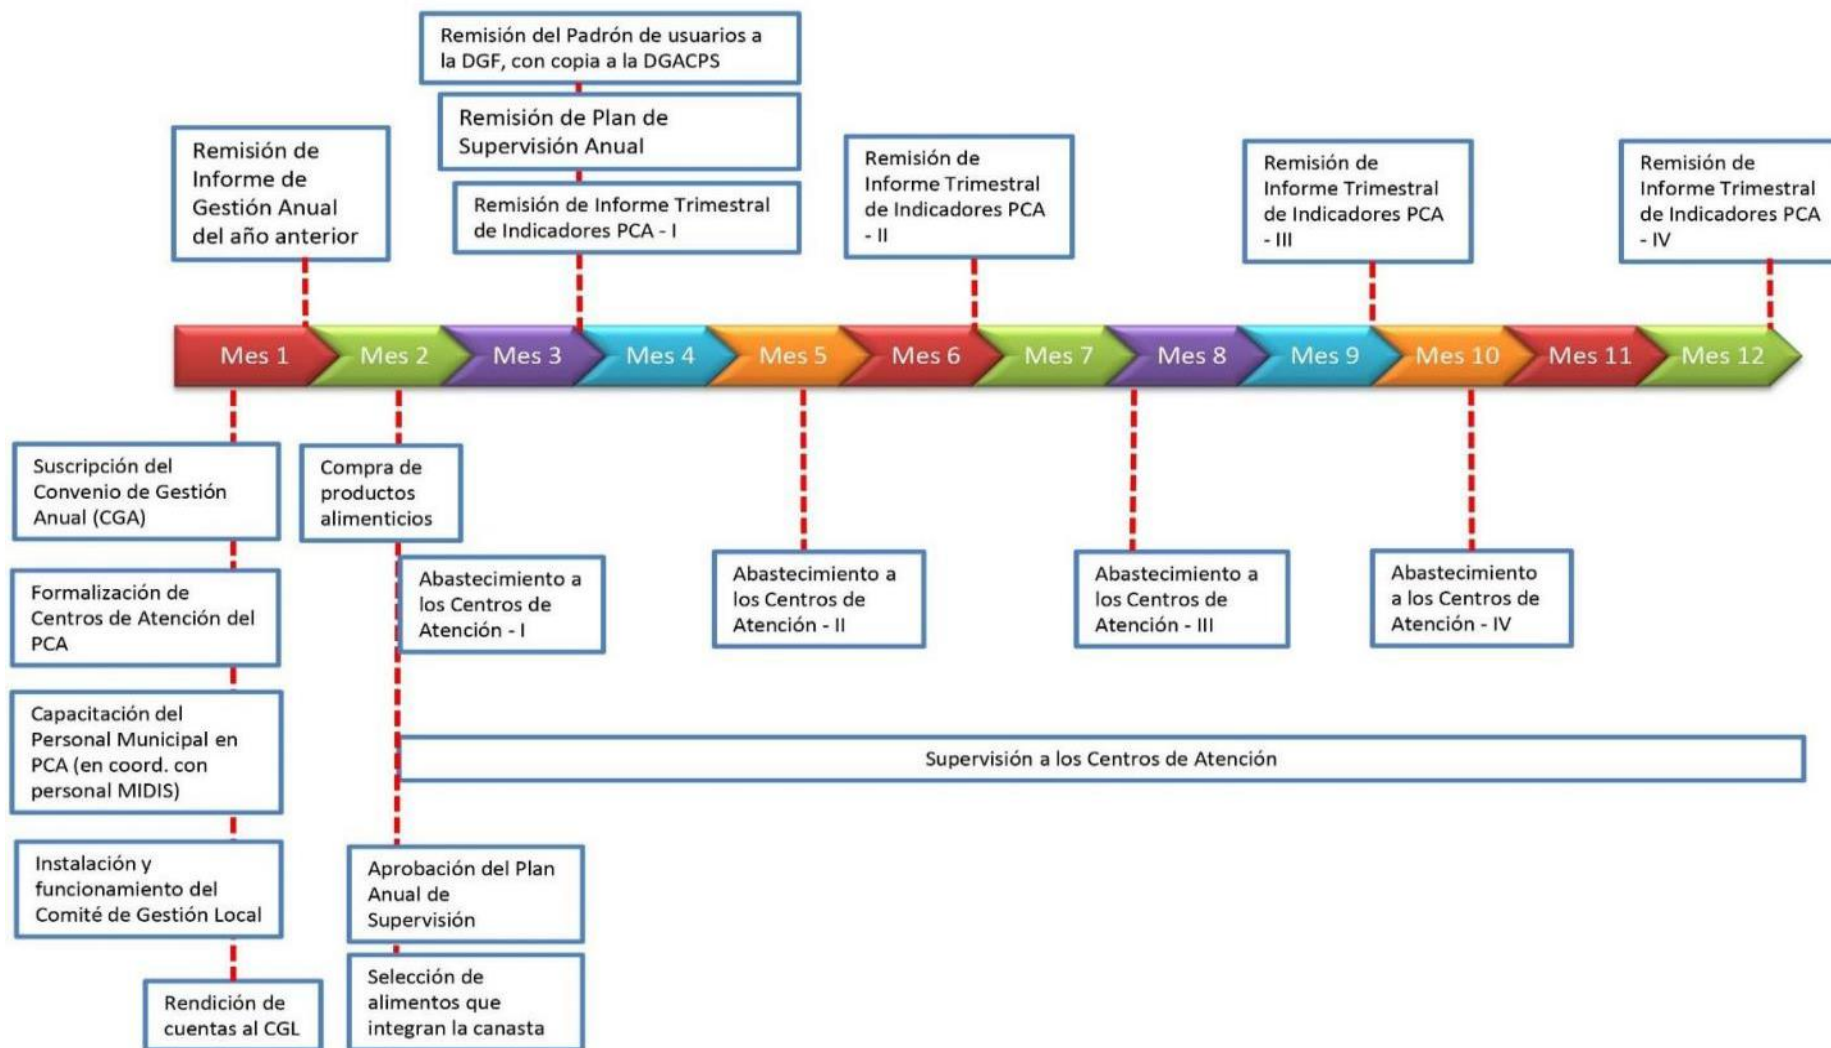 Remisión del Padrón de usuarios a
la DGF, con copia a la DGACPS
Remisión de Plan de
Supervisión Anual
Remisión de Informe Trimestral
de Indicadores PCA - I
Remisión de
Informe de
Gestión Anual
del año anterior
Remisión de
Informe Trimestral
de Indicadores PCA
- II
Remisión de
Informe Trimestral
de Indicadores PCA
- III
Remisión de
Informe Trimestral
de Indicadores PCA
- IV
Mes 1
Mes 2
Mes 3
Mes 4
Mes 5
Mes 6
Mes 7
Mes 8
Mes 9
Mes 10
Mes 11
Mes 12
Suscripción del
Convenio de Gestión
Anual (CGA)
Formalización de
Centros de Atención del
PCA
Capacitación del
Personal Municipal en
PCA (en coord. con
personal MIDIS)
Instalación y
funcionamiento del
Comité de Gestión Local
Rendición de
cuentas al CGL
Compra de
productos
alimenticios
Abastecimiento a
los Centros de
Atención - I
Abastecimiento a
los Centros de
Atención - II
Abastecimiento a
los Centros de
Atención - III
Abastecimiento
a los Centros de
Atención - IV
Supervisión a los Centros de Atención
Aprobación del Plan
Anual de
Supervisión
Selección de
alimentos que
integran la canasta